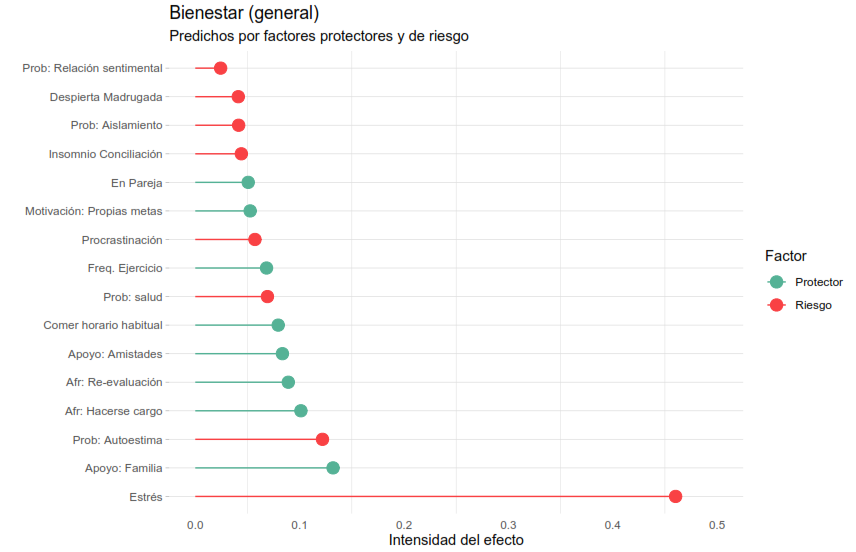 Bienestar (general)
Predichos por factores protectores y de riesgo
Prob: Relación sentimental
Despierta Madrugada
Prob: Aislamiento
Insomnio Conciliación
En Pareja
Motivación: Propias metas
Procrastinación
Freq. Ejercicio
Prob: salud
Comer horario habitual
Apoyo: Amistades
Afr: Re-evaluación
Afr: Hacerse cargo
Prob: Autoestima
Apoyo: Familia
Estrés
0.0 0.1 0.2 0.3 0.4 0.5
Intensidad del efecto
Factor
Protector
Riesgo